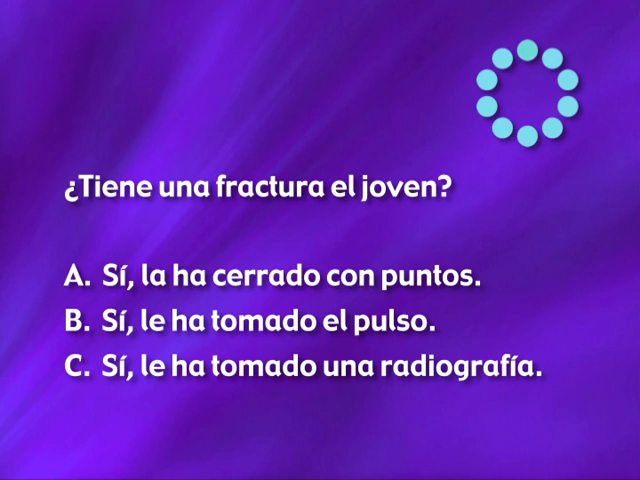 ¿Tiene una fractura el joven?
A. Sí, la ha cerrado con puntos.
B. Sí, le ha tomado el pulso.
C. Sí, le ha tomado una radiografía.